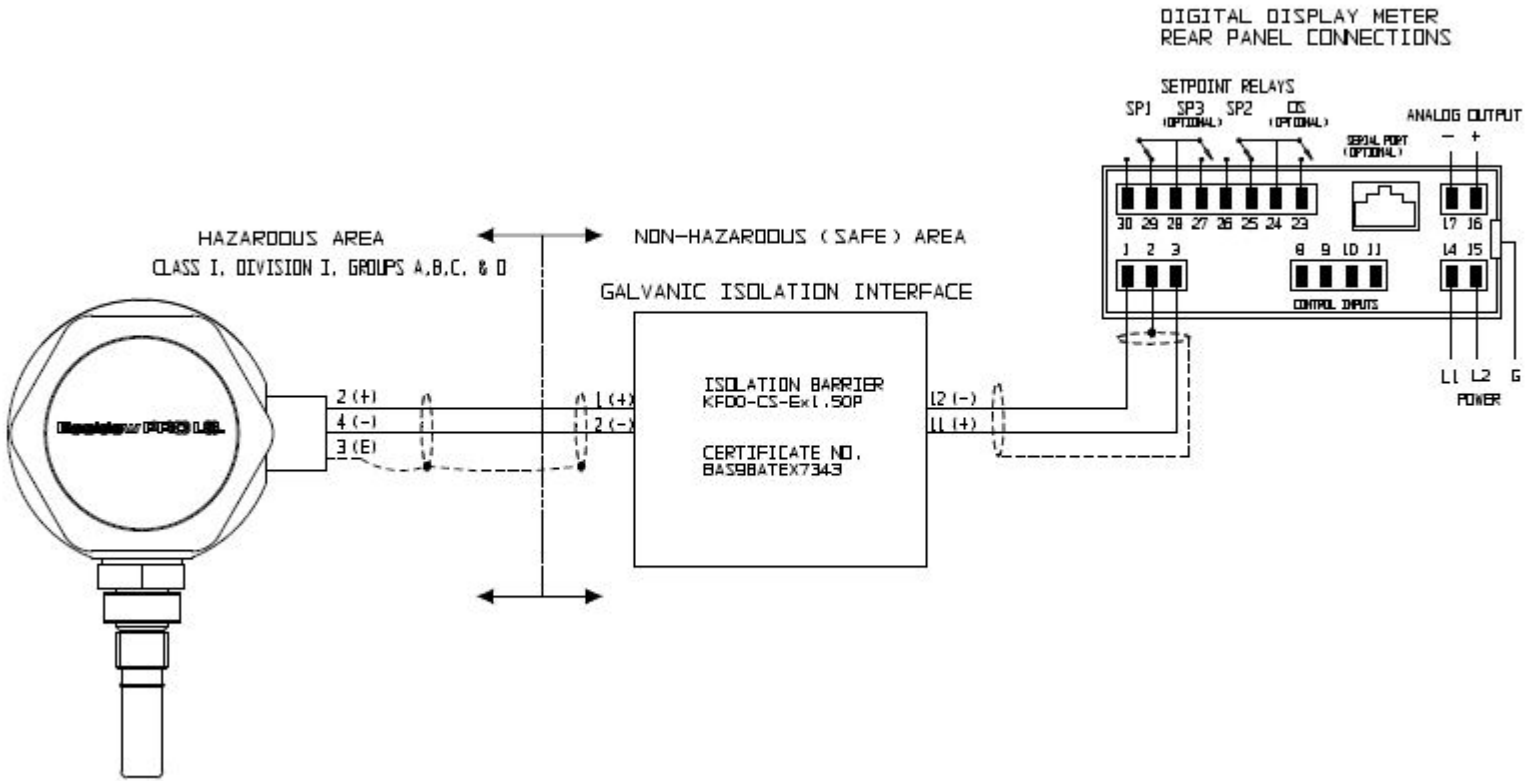 DIGITAL DISPLAY METER
REAR PANEL CONNECTIONS
SETPOINT RELAYS
SP1 SP3 SP2
(OPTIONAL) (OPTIONAL)
ANALOG OUTPUT
- +
SERIAL PORT
(OPTIONAL)
30 29 28 27 26 25 24 23
17 16
1 2 3
8 9 10 11
14 15
CONTROL INPUTS
L1 L2 G
POWER
HAZARDOUS AREA
CLASS I, DIVISION I, GROUPS A,B,C, & D
NON-HAZARDOUS (SAFE) AREA
GALVANIC ISOLATION INTERFACE
2 (+)
4 (-)
3 (E)
1 (+)
2 (-)
ISOLATION BARRIER
KFD0-CS-Ex1.50P
CERTIFICATE NO.
BAS98ATEX7343
12 (-)
11 (+)